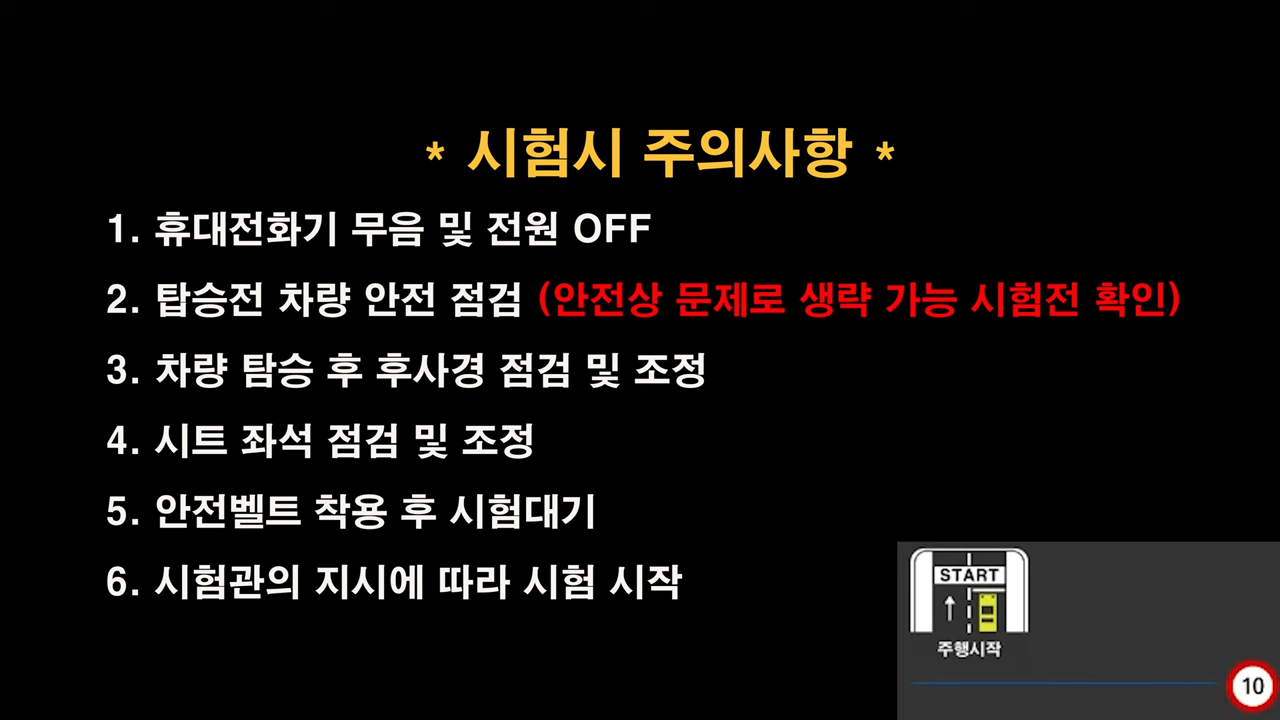 * 시험시 주의사항 *
1. 휴대전화기 무음 및 전원 OFF
2. 탑승전 차량 안전 점검 (안전상 문제로 생략 가능 시험전 확인)
3. 차량 탐승 후 후사경 점검 및 조정
4. 시트 좌석 점검 및 조정
5. 안전벨트 착용 후 시험대기
6. 시험관의 지시에 따라 시험 시작
START
주행시작
10